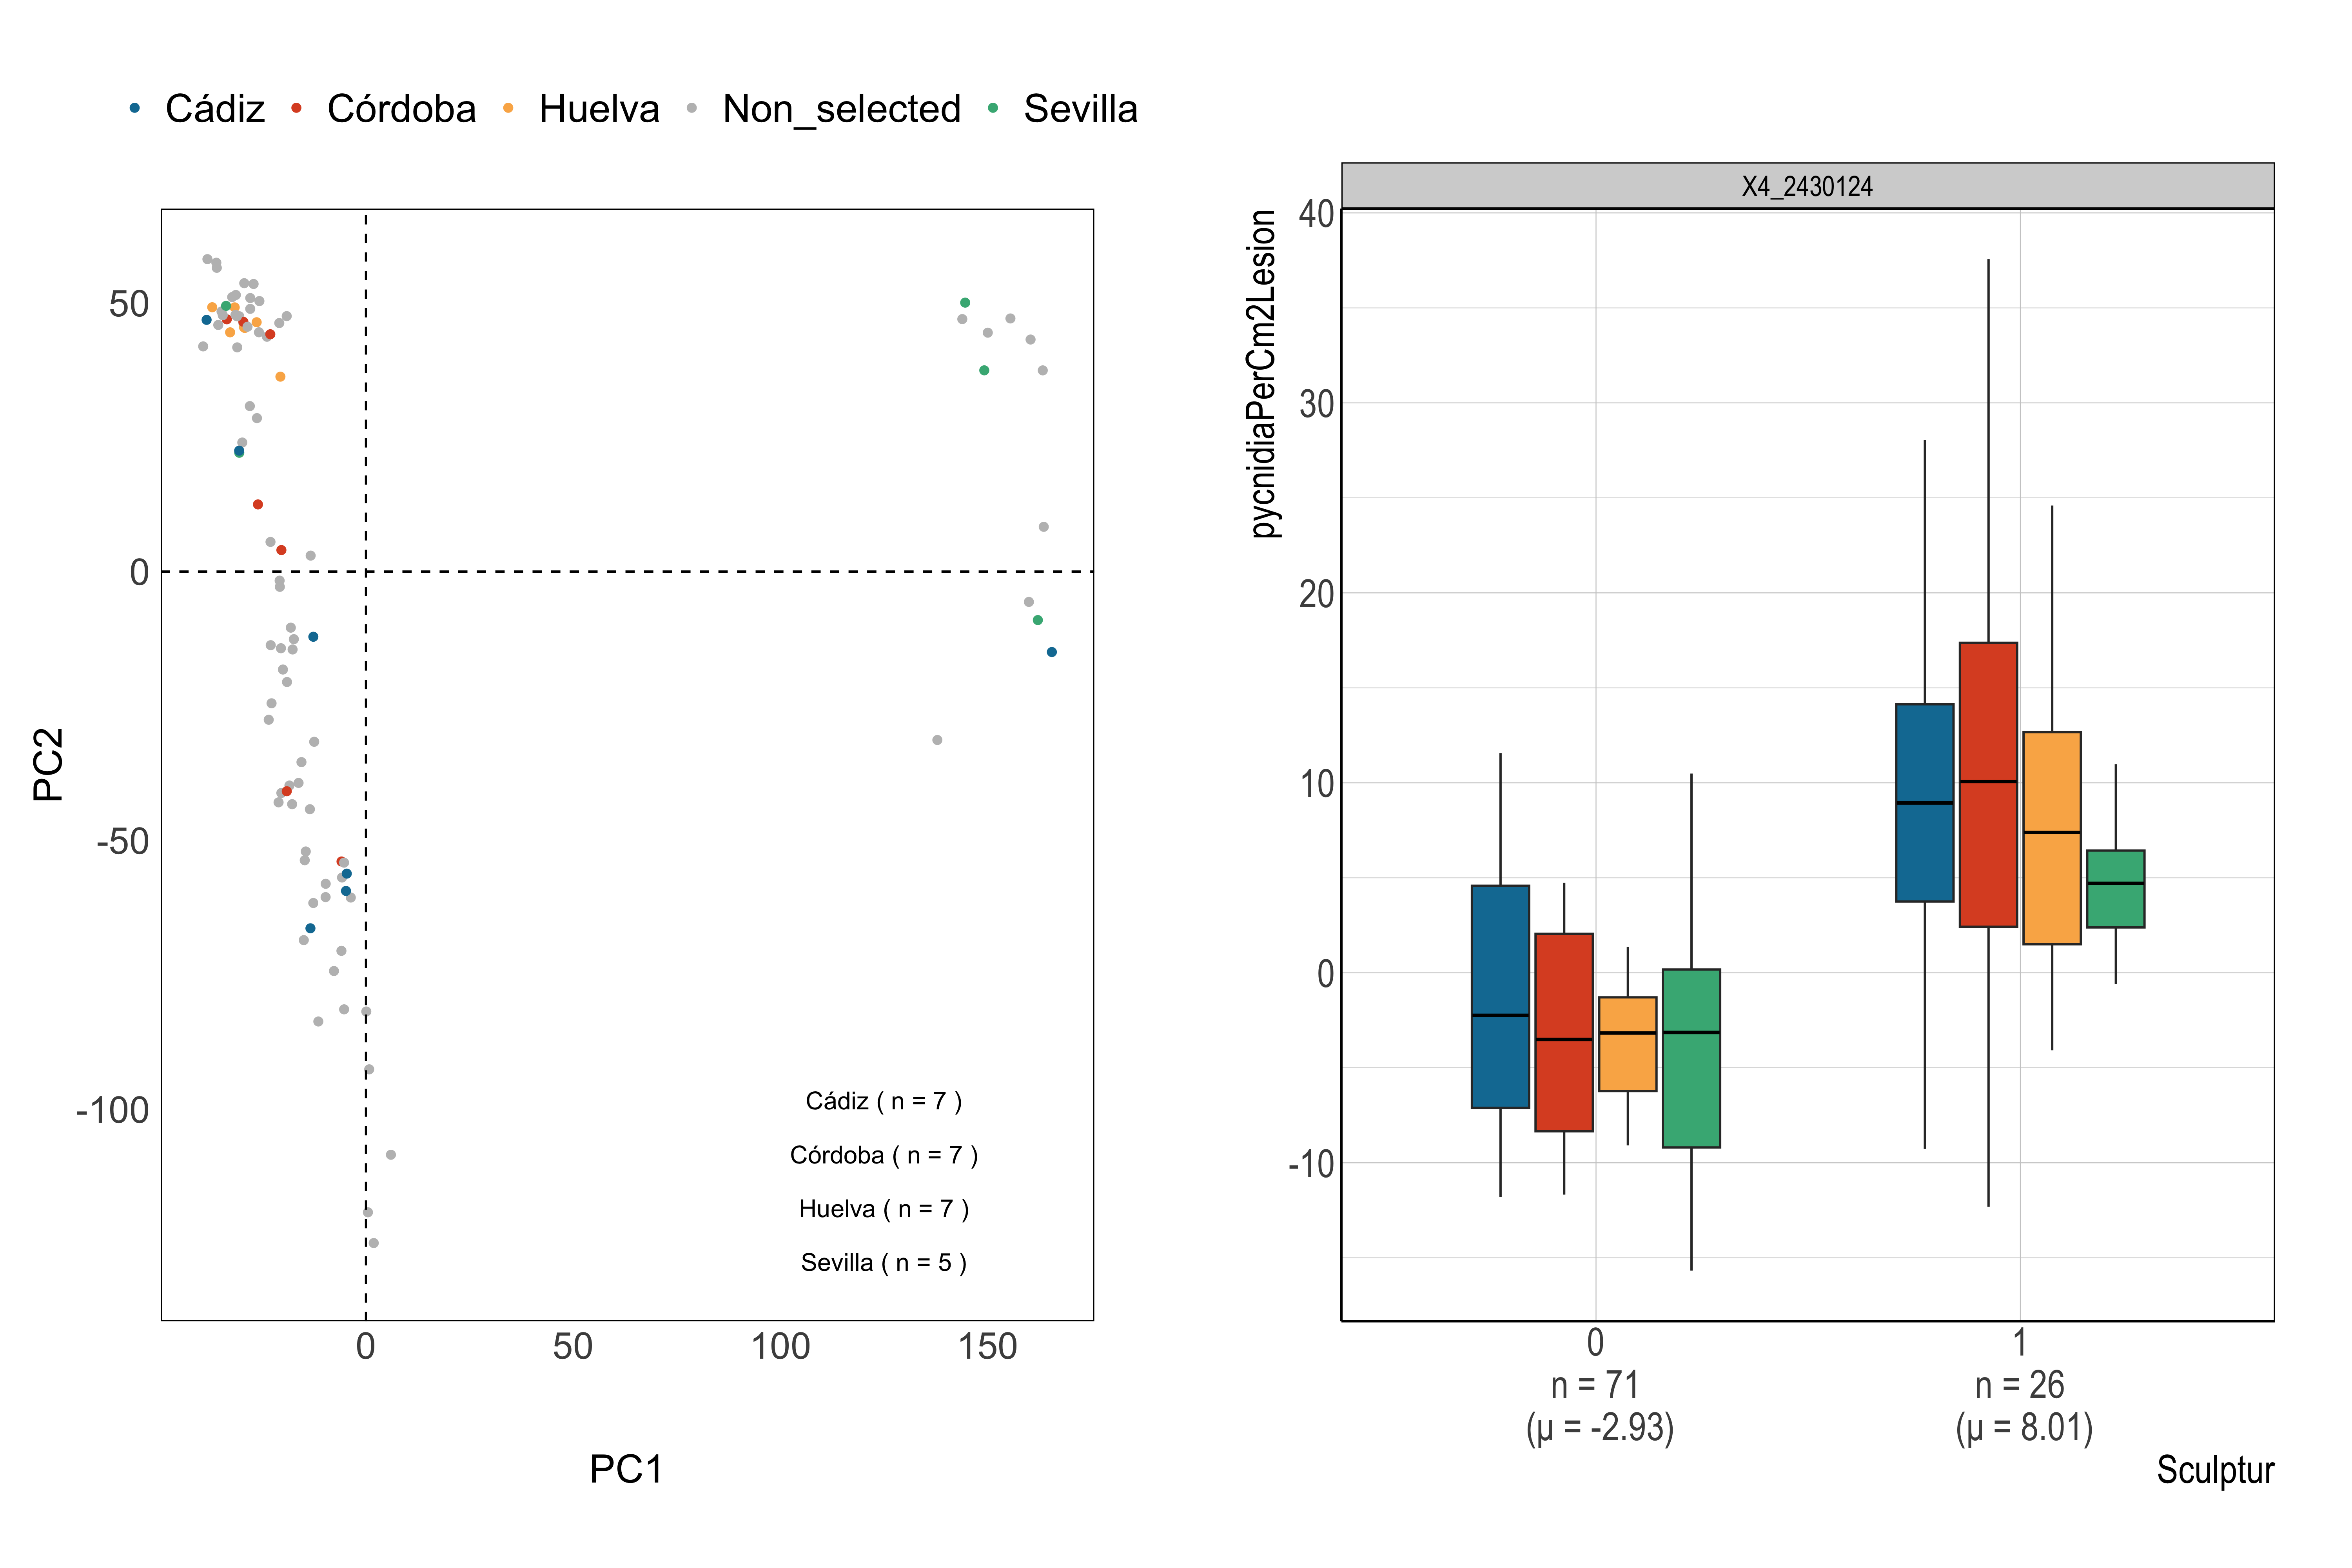 Cádiz Córdoba Huelva Non_selected Sevilla
PC2
50
0
-50
-100
Cádiz ( n = 7 )
Córdoba ( n = 7 )
Huelva ( n = 7 )
Sevilla ( n = 5 )
0 50 100 150
PC1
X4_2430124
pycnidiaPerCm2Lesion
40
30
20
10
0
-10
0 1
n = 71 n = 26
(μ = -2.93) (μ = 8.01)
Sculptur